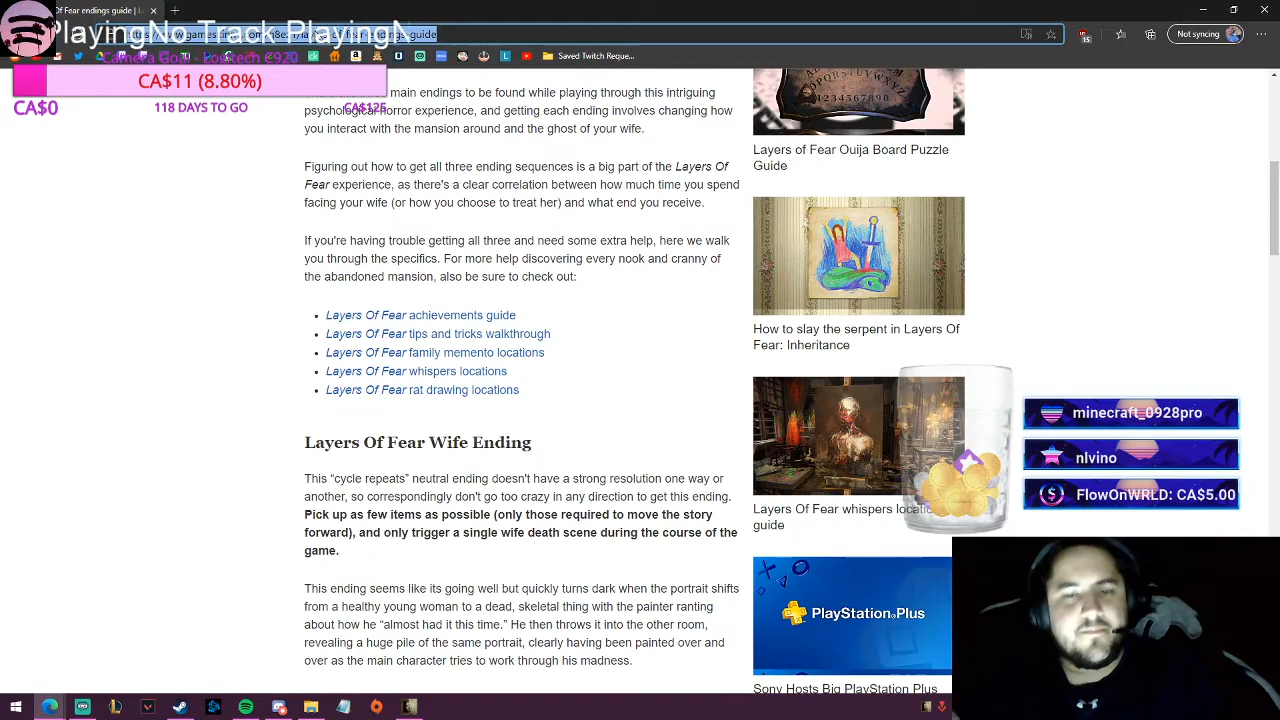 Of Fear endings guide | L
PlayingNo Track PlayingN
Not syncing
15
Saved Twitch Reque...
Camera Goal - Logitech C920
CA$11 (8.80%)
CA$0
118 DAYS TO GO
CA$125
main endings to be found while playing through this intriguing
psychological horror experience, and getting each ending involves changing how
you interact with the mansion around and the ghost of your wife.
Figuring out how to get all three ending sequences is a big part of the Layers Of
Fear experience, as there's a clear correlation between how much time you spend
facing your wife (or how you choose to treat her) and what end you receive.
If you're having trouble getting all three and need some extra help, here we walk
you through the specifics. For more help discovering every nook and cranny of
the abandoned mansion, also be sure to check out:
Layers Of Fear achievements guide
Layers Of Fear tips and tricks walkthrough
Layers Of Fear family memento locations
Layers Of Fear whispers locations
Layers Of Fear rat drawing locations
Layers Of Fear Wife Ending
This “cycle repeats” neutral ending doesn't have a strong resolution one way or
another, so correspondingly don't go too crazy in any direction to get this ending.
Pick up as few items as possible (only those required to move the story
forward), and only trigger a single wife death scene during the course of the
game.
This ending seems like its going well but quickly turns dark when the portrait shifts
from a healthy young woman to a dead, skeletal thing with the painter ranting
about how he “almost had it this time.” He then throws it into the other room,
revealing a huge pile of the same portrait, clearly having been painted over and
over as the main character tries to work through his madness.
Layers of Fear Ouija Board Puzzle
Guide
How to slay the serpent in Layers Of
Fear: Inheritance
Layers Of Fear whispers locati
guide
PlayStation Plus
Sony Hosts Big PlayStation Plus
minecraft_0928pro
nlvino
FlowOnWRLD: CA$5.00